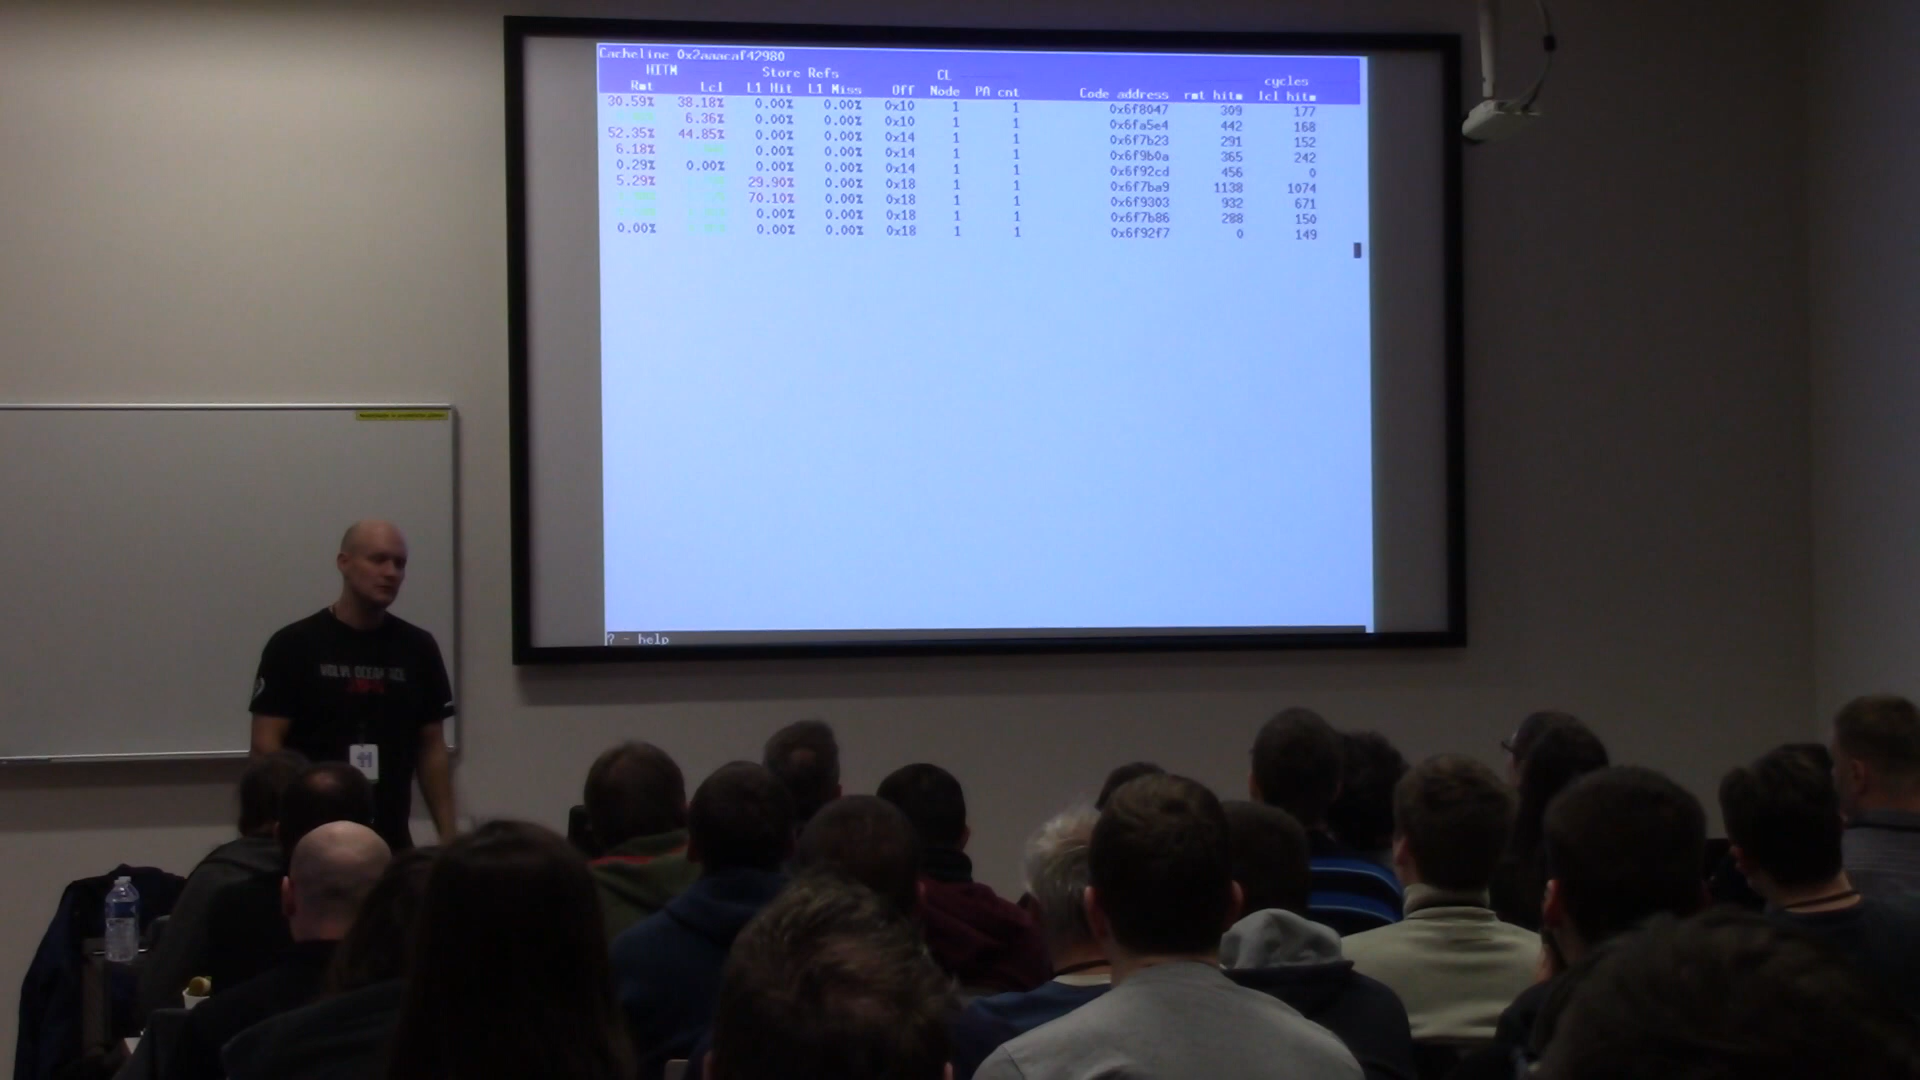 Cacheline 0x2aaacaf42980
HITM Store Refs CL cycles
Rmt Lcl L1 Hit L1 Miss Off Node PA cnt Code address rmt hitm lcl hitm
30.59% 38.18% 0.00% 0.00% 0x10 1 1 0x6f8047 309 177
6.36% 0.00% 0.00% 0x10 1 1 0x6fa5e4 442 168
52.35% 44.85% 0.00% 0.00% 0x14 1 1 0x6f7b23 291 152
6.18% 0.00% 0.00% 0x14 1 1 0x6f9b0a 365 242
0.29% 0.00% 0.00% 0.00% 0x14 1 1 0x6f92cd 456 0
5.29% 29.90% 0.00% 0x18 1 1 0x6f7ba9 1138 1074
70.10% 0.00% 0x18 1 1 0x6f9303 932 671
0.00% 0.00% 0x18 1 1 0x6f7b86 288 150
0.00% 0.00% 0.00% 0x18 1 1 0x6f92f7 0 149
? - help